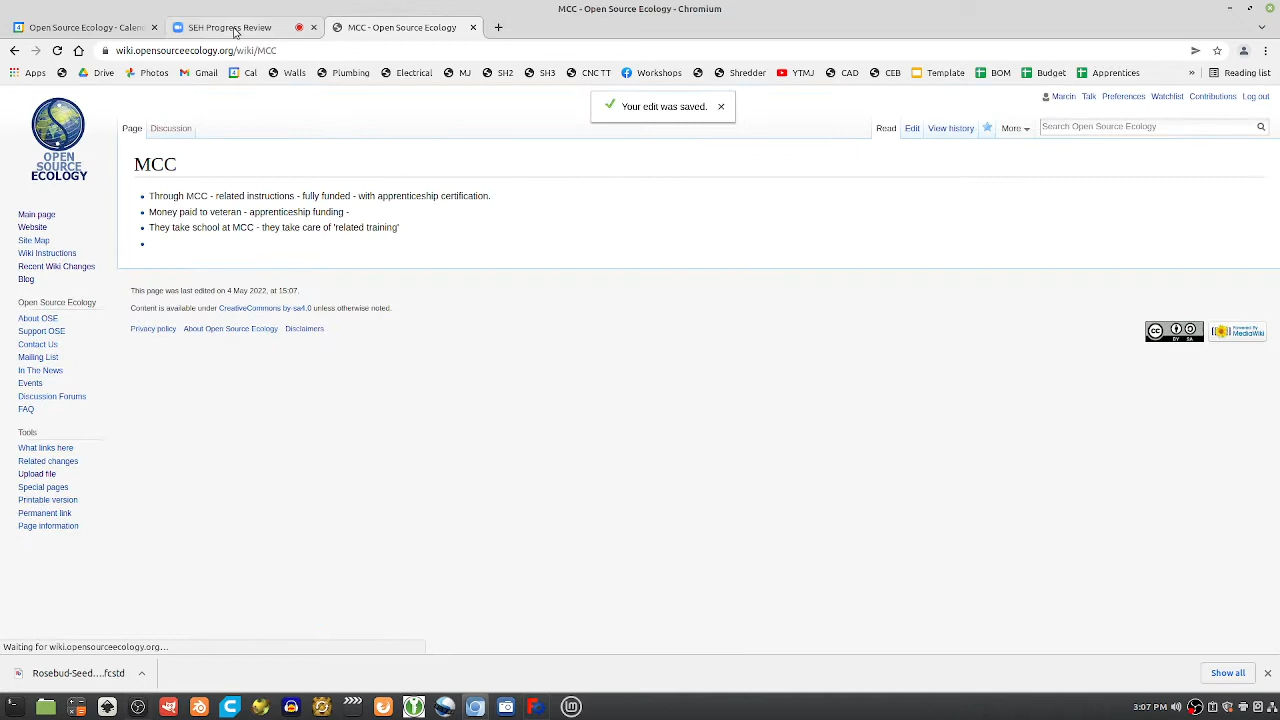 MCC - Open Source Ecology - Chromium
Open Source Ecology - Calen
SEH Progress Review
MCC - Open Source Ecology
wiki.opensourceecology.org/wiki/MCC
Apps
Drive
Photos
Gmail
Cal
Walls
Plumbing
Electrical
MJ
SH2
SH3
CNC TT
Workshops
Shredder
YTMJ
CAD
CEB
Template
BOM
Budget
Apprentices
»
Reading list
OPEN
SOURCE
ECOLOGY
Your edit was saved.
Marcin Talk Preferences Watchlist Contributions Log out
Page Discussion Read Edit View history More Search Open Source Ecology
MCC
Through MCC - related instructions - fully funded - with apprenticeship certification.
Money paid to veteran - apprenticeship funding -
They take school at MCC - they take care of 'related training'
This page was last edited on 4 May 2022, at 15:07.
Content is available under CreativeCommons by-sa4.0 unless otherwise noted.
Privacy policy About Open Source Ecology Disclaimers
CC BY SA
Powered By MediaWiki
Main page
Website
Site Map
Wiki Instructions
Recent Wiki Changes
Blog
Open Source Ecology
About OSE
Support OSE
Contact Us
Mailing List
In The News
Events
Discussion Forums
FAQ
Tools
What links here
Related changes
Upload file
Special pages
Printable version
Permanent link
Page information
Waiting for wiki.opensourceecology.org...
Rosebud-Seed....fcstd
Show all
3:07 PM